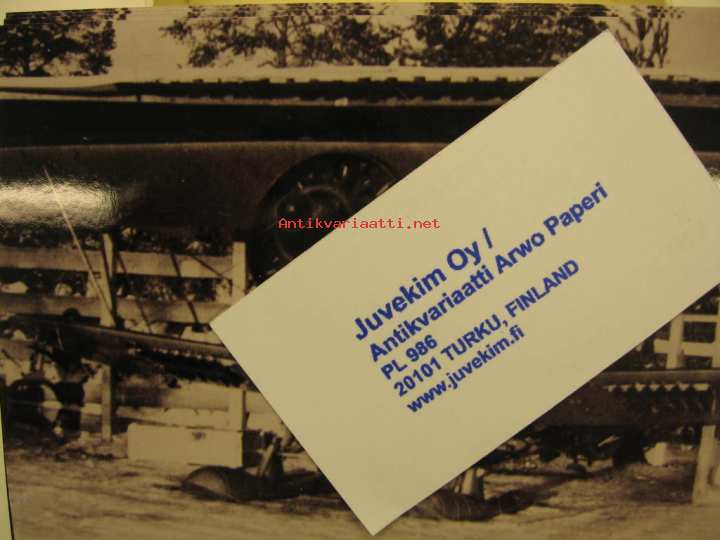 Antikvariaatti.net
Juvekim Oy /
Antikvariaatti Arwo Paperi
PL 986
20101 TURKU, FINLAND
www.juvekim.fi